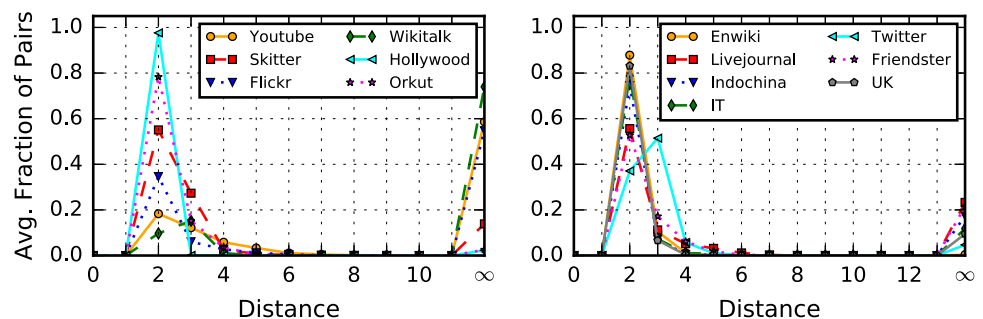 Avg. Fraction of Pairs
1.0
0.8
0.6
0.4
0.2
0.0
0 2 4 6 8 10 ∞
Distance
Youtube Wikitalk
Skitter Hollywood
Flickr Orkut
1.0
0.8
0.6
0.4
0.2
0.0
0 2 4 6 8 10 12 ∞
Distance
Enwiki Twitter
Livejournal Friendster
Indochina UK
IT